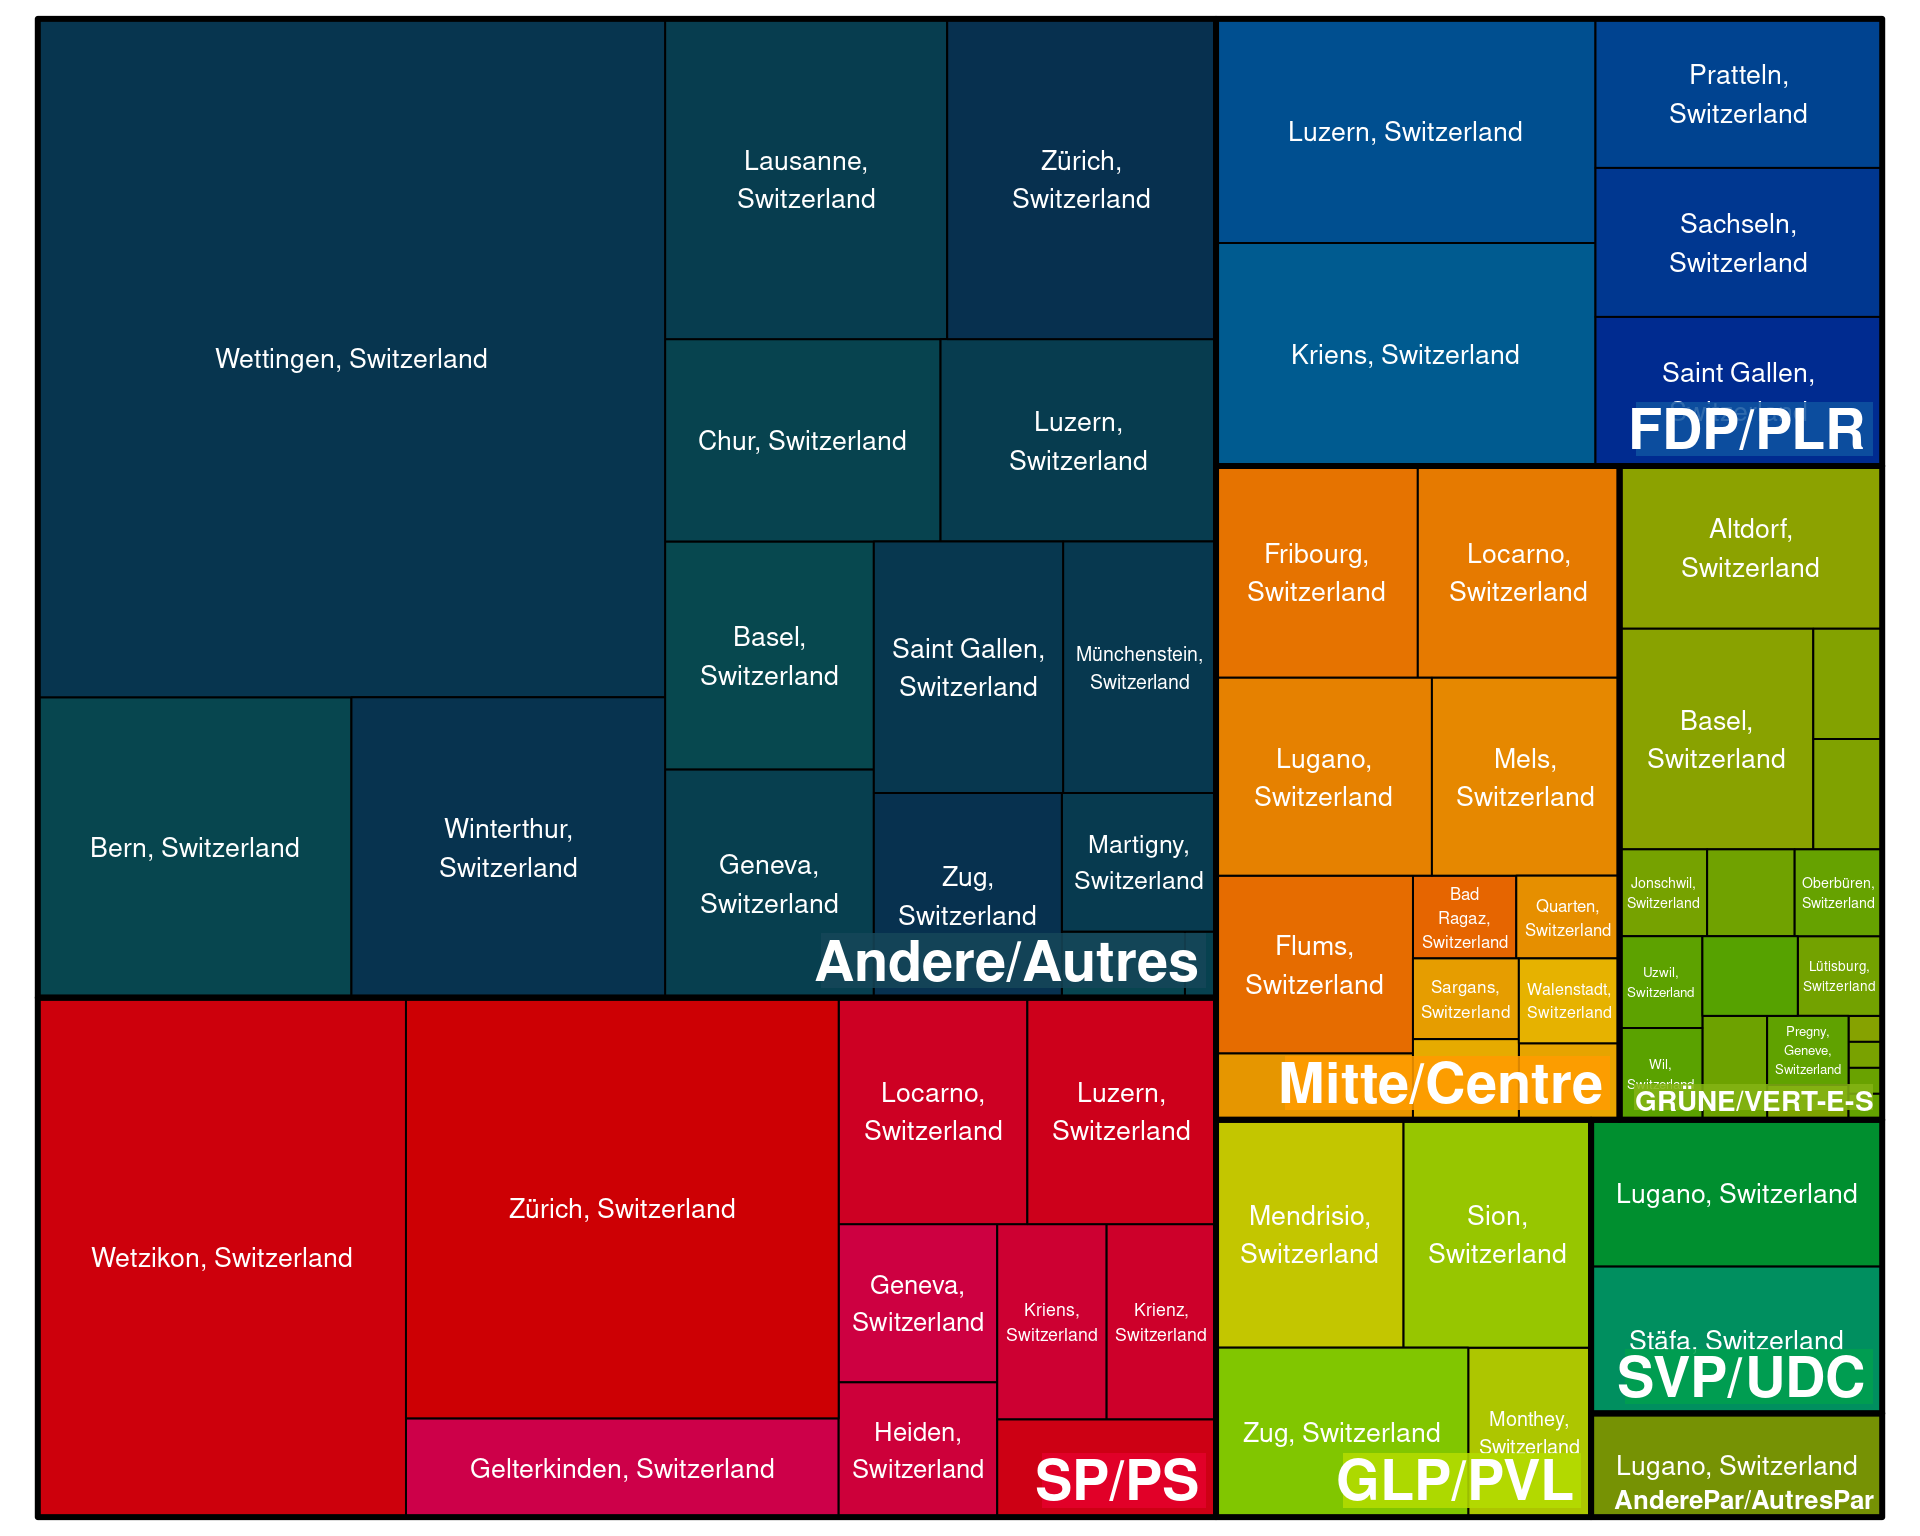 Wettingen, Switzerland
Lausanne,
Switzerland
Zürich,
Switzerland
Chur, Switzerland
Luzern,
Switzerland
Basel,
Switzerland
Saint Gallen,
Switzerland
Münchenstein,
Switzerland
Bern, Switzerland
Winterthur,
Switzerland
Geneva,
Switzerland
Zug,
Switzerland
Martigny,
Switzerland
Andere/Autres
Luzern, Switzerland
Pratteln,
Switzerland
Sachseln,
Switzerland
Kriens, Switzerland
Saint Gallen,
Switzerland
FDP/PLR
Fribourg,
Switzerland
Locarno,
Switzerland
Lugano,
Switzerland
Mels,
Switzerland
Flums,
Switzerland
Bad
Ragaz,
Switzerland
Quarten,
Switzerland
Sargans,
Switzerland
Walenstadt,
Switzerland
Mitte/Centre
Altdorf,
Switzerland
Basel,
Switzerland
Jonschwil,
Switzerland
Oberbüren,
Switzerland
Uzwil,
Switzerland
Lütisburg,
Switzerland
Wil,
Switzerland
Pregny,
Geneve,
Switzerland
GRÜNE/VERT-E-S
Wetzikon, Switzerland
Zürich, Switzerland
Gelterkinden, Switzerland
Locarno,
Switzerland
Luzern,
Switzerland
Geneva,
Switzerland
Kriens,
Switzerland
Krienz,
Switzerland
Heiden,
Switzerland
SP/PS
Mendrisio,
Switzerland
Sion,
Switzerland
Zug, Switzerland
Monthey,
Switzerland
GLP/PVL
Lugano, Switzerland
Stäfa, Switzerland
SVP/UDC
Lugano, Switzerland
AnderePar/AutresPar